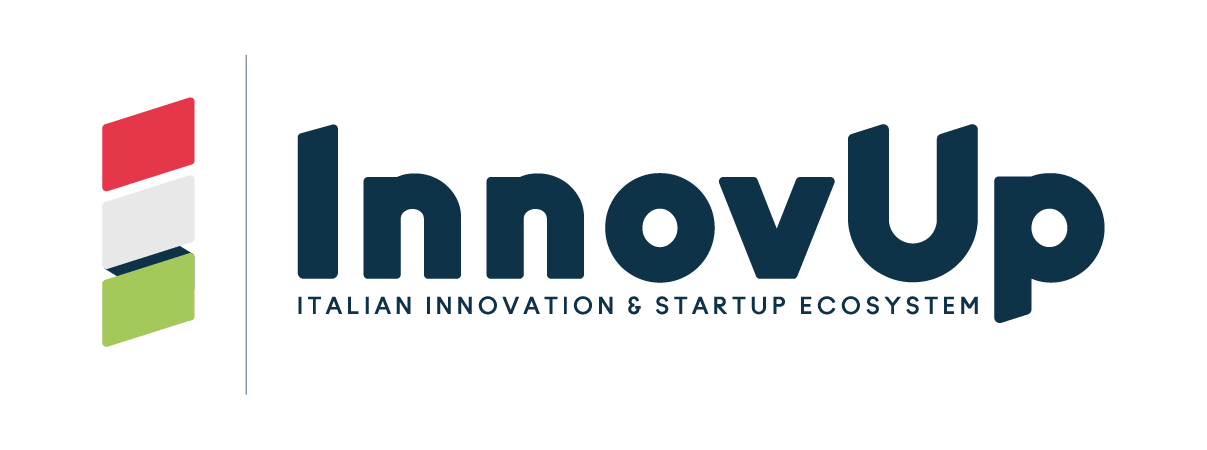 InnovUp
ITALIAN INNOVATION & STARTUP ECOSYSTEM